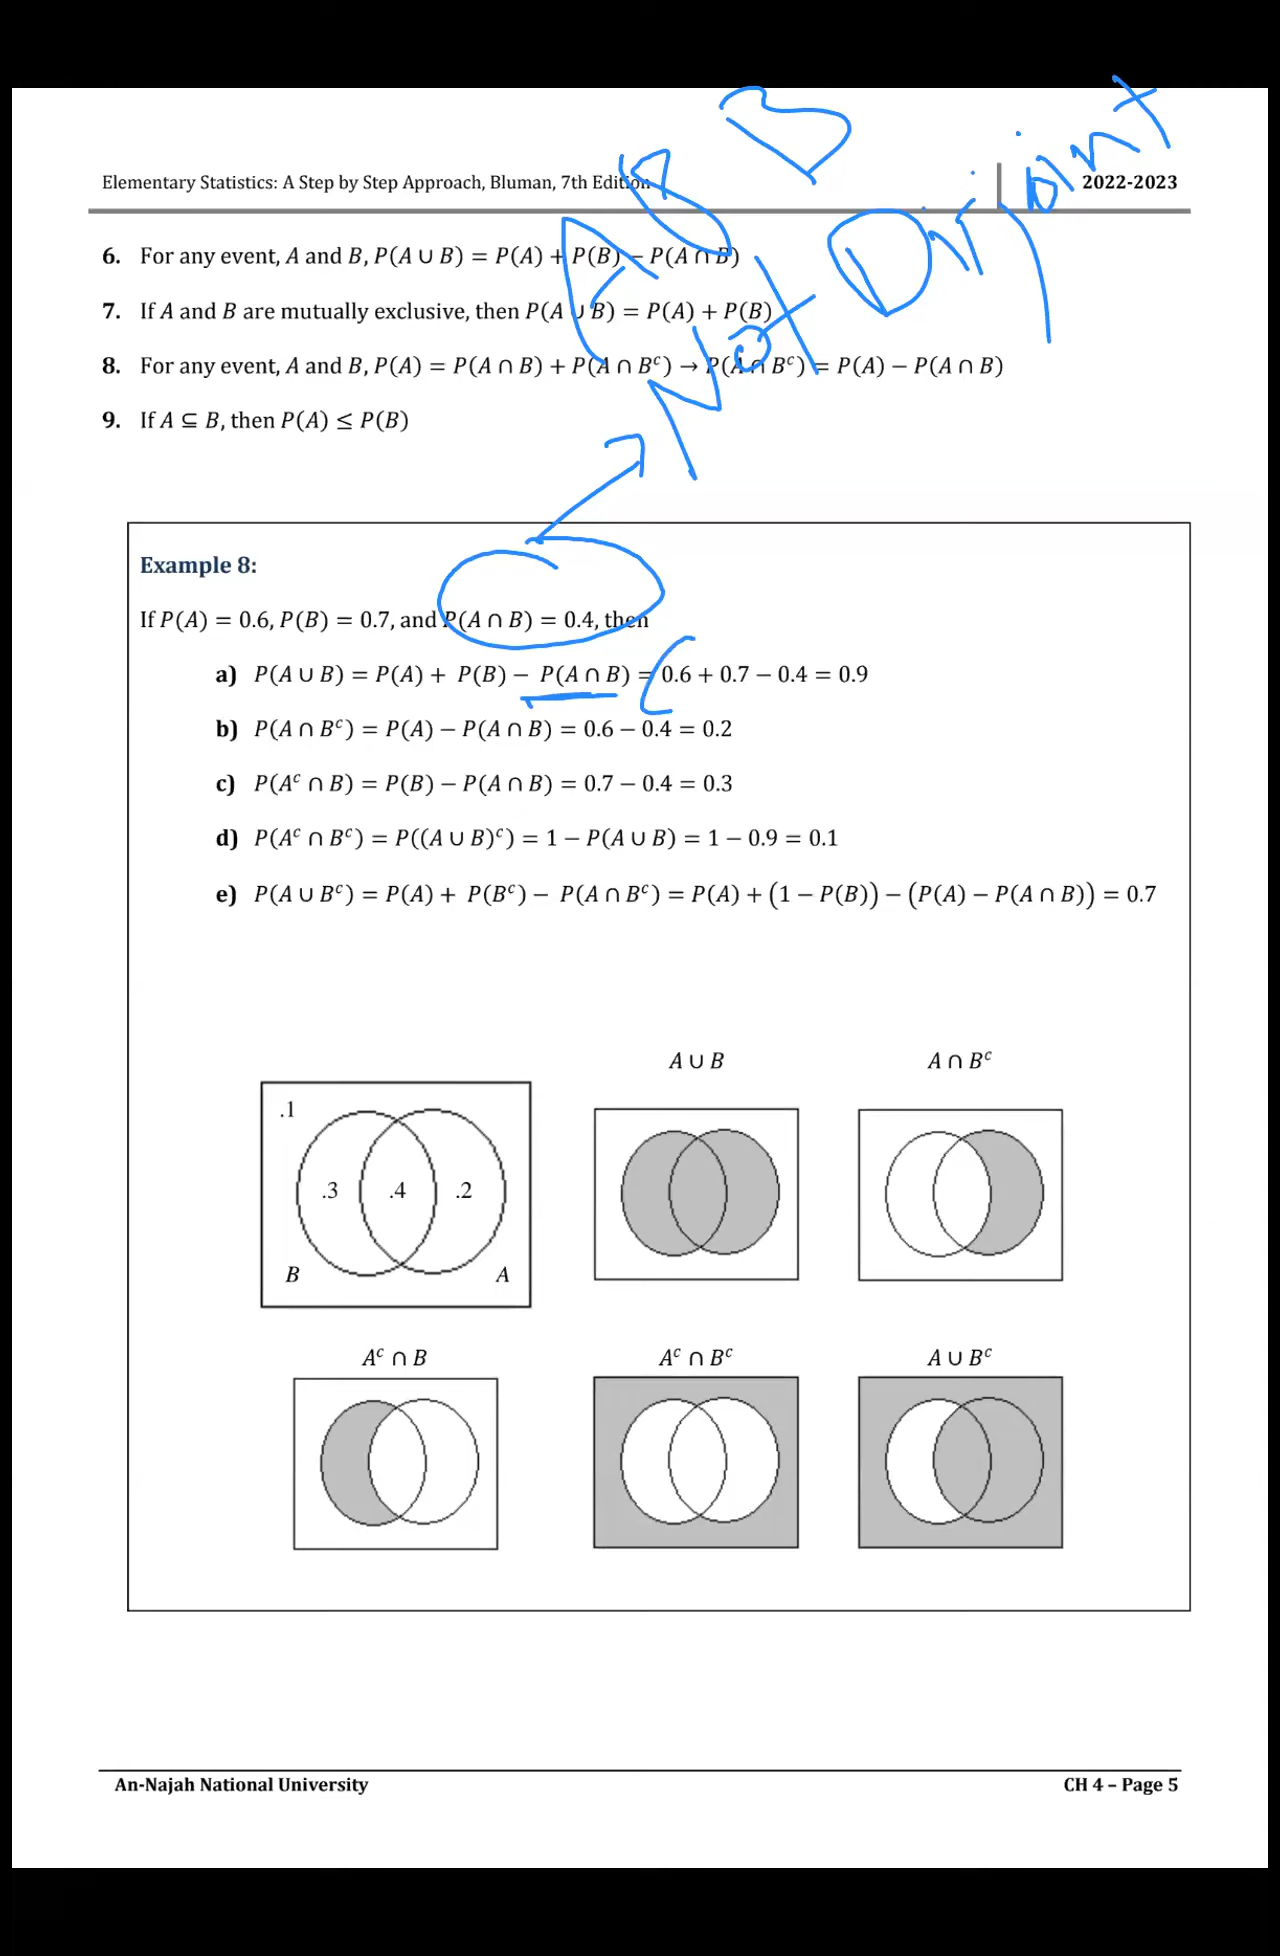 A B B
Elementary Statistics: A Step by Step Approach, Bluman, 7th Edition 2022-2023
6. For any event, A and B, P(A ∪ B) = P(A) + P(B) − P(A ∩ B)
7. If A and B are mutually exclusive, then P(A ∪ B) = P(A) + P(B)
8. For any event, A and B, P(A) = P(A ∩ B) + P(A ∩ Bᶜ) → P(A ∩ Bᶜ) = P(A) − P(A ∩ B)
9. If A ⊆ B, then P(A) ≤ P(B)
Not Disjoint
Example 8:
If P(A) = 0.6, P(B) = 0.7, and P(A ∩ B) = 0.4, then
a) P(A ∪ B) = P(A) + P(B) − P(A ∩ B) = 0.6 + 0.7 − 0.4 = 0.9
b) P(A ∩ Bᶜ) = P(A) − P(A ∩ B) = 0.6 − 0.4 = 0.2
c) P(Aᶜ ∩ B) = P(B) − P(A ∩ B) = 0.7 − 0.4 = 0.3
d) P(Aᶜ ∩ Bᶜ) = P((A ∪ B)ᶜ) = 1 − P(A ∪ B) = 1 − 0.9 = 0.1
e) P(A ∪ Bᶜ) = P(A) + P(Bᶜ) − P(A ∩ Bᶜ) = P(A) + (1 − P(B)) − (P(A) − P(A ∩ B)) = 0.7
A ∪ B A ∩ Bᶜ
.1
.3 .4 .2
B A
Aᶜ ∩ B Aᶜ ∩ Bᶜ A ∪ Bᶜ
An-Najah National University CH 4 – Page 5